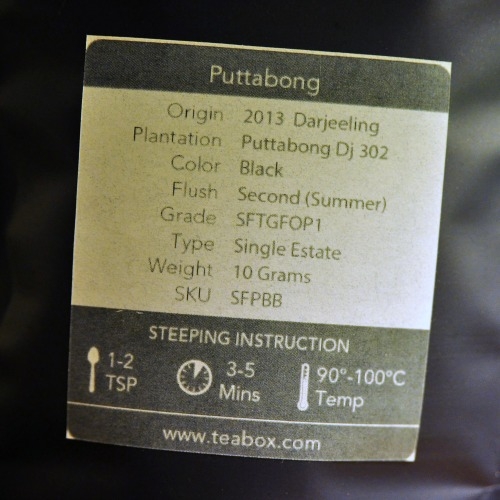 Puttabong
Origin 2013 Darjeeling
Plantation Puttabong Dj 302
Color Black
Flush Second (Summer)
Grade SFTGFOP1
Type Single Estate
Weight 10 Grams
SKU SFPBB
STEEPING INSTRUCTION
1-2 TSP
3-5 Mins
90°-100°C Temp
www.teabox.com